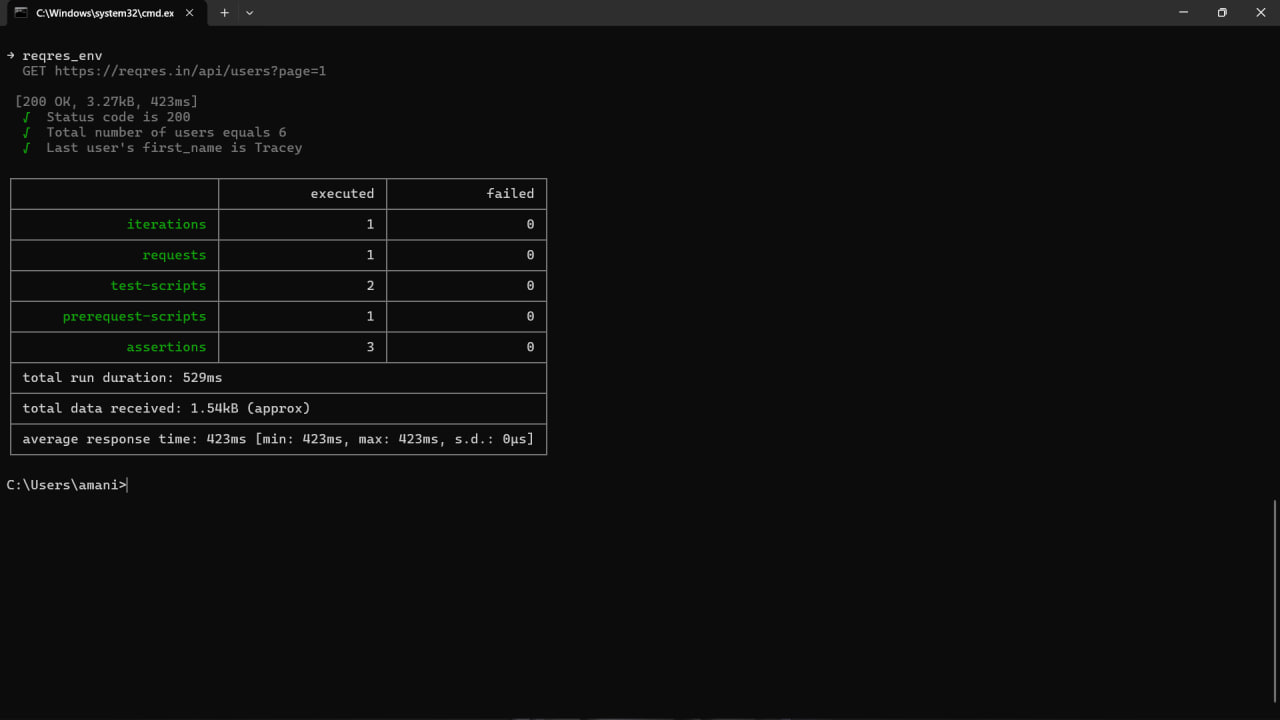 C:\Windows\system32\cmd.ex
→ reqres_env
GET https://reqres.in/api/users?page=1
[200 OK, 3.27kB, 423ms]
√ Status code is 200
√ Total number of users equals 6
√ Last user's first_name is Tracey
executed failed
iterations 1 0
requests 1 0
test-scripts 2 0
prerequest-scripts 1 0
assertions 3 0
total run duration: 529ms
total data received: 1.54kB (approx)
average response time: 423ms [min: 423ms, max: 423ms, s.d.: 0µs]
C:\Users\amani>